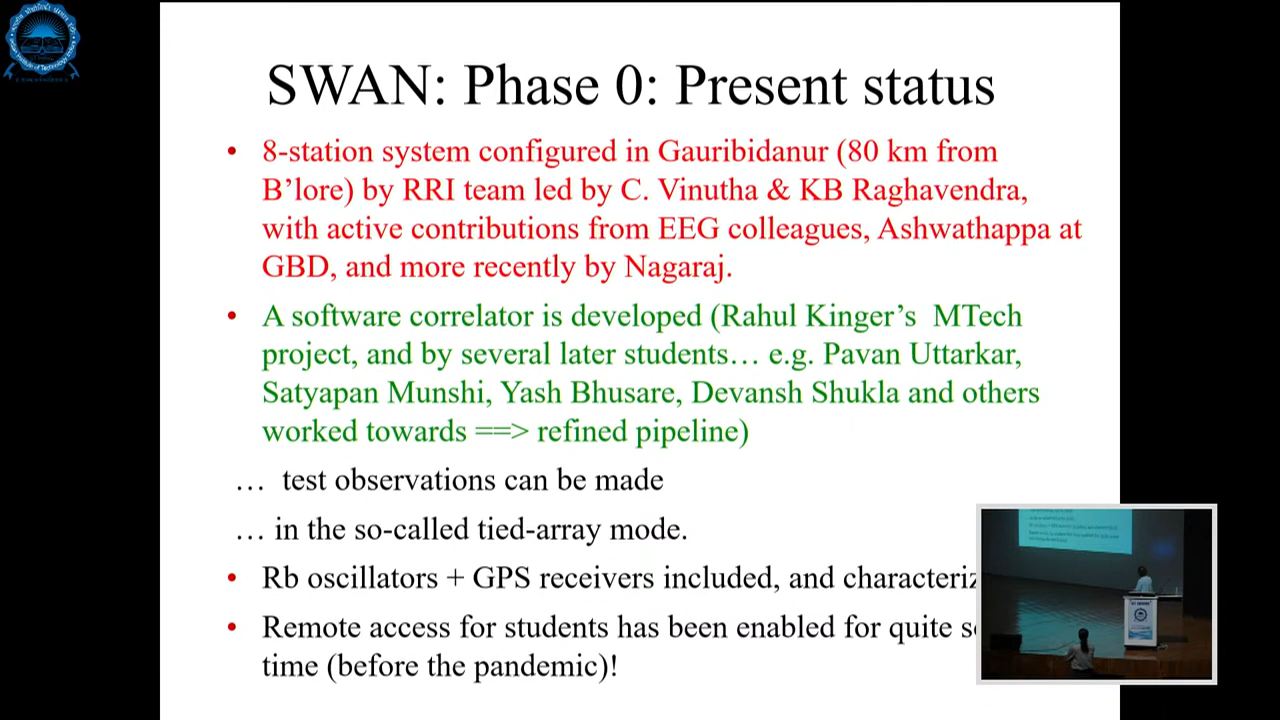 SWAN: Phase 0: Present status
• 8-station system configured in Gauribidanur (80 km from
B’lore) by RRI team led by C. Vinutha & KB Raghavendra,
with active contributions from EEG colleagues, Ashwathappa at
GBD, and more recently by Nagaraj.
• A software correlator is developed (Rahul Kinger’s MTech
project, and by several later students… e.g. Pavan Uttarkar,
Satyapan Munshi, Yash Bhusare, Devansh Shukla and others
worked towards ==> refined pipeline)
… test observations can be made
… in the so-called tied-array mode.
• Rb oscillators + GPS receivers included, and
• Remote access for students has been enabled for quite
time (before the pandemic)!